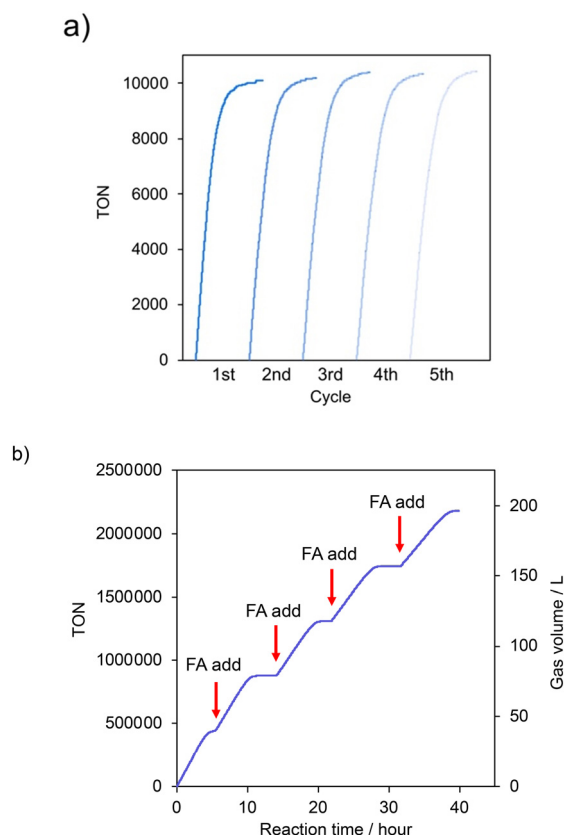 a)
10000
8000
6000
4000
2000
0
TON
1st 2nd 3rd 4th 5th
Cycle
b)
2500000
2000000
1500000
1000000
500000
0
TON
FA add
FA add
FA add
FA add
200
150
100
50
0
Gas volume / L
0 10 20 30 40
Reaction time / hour